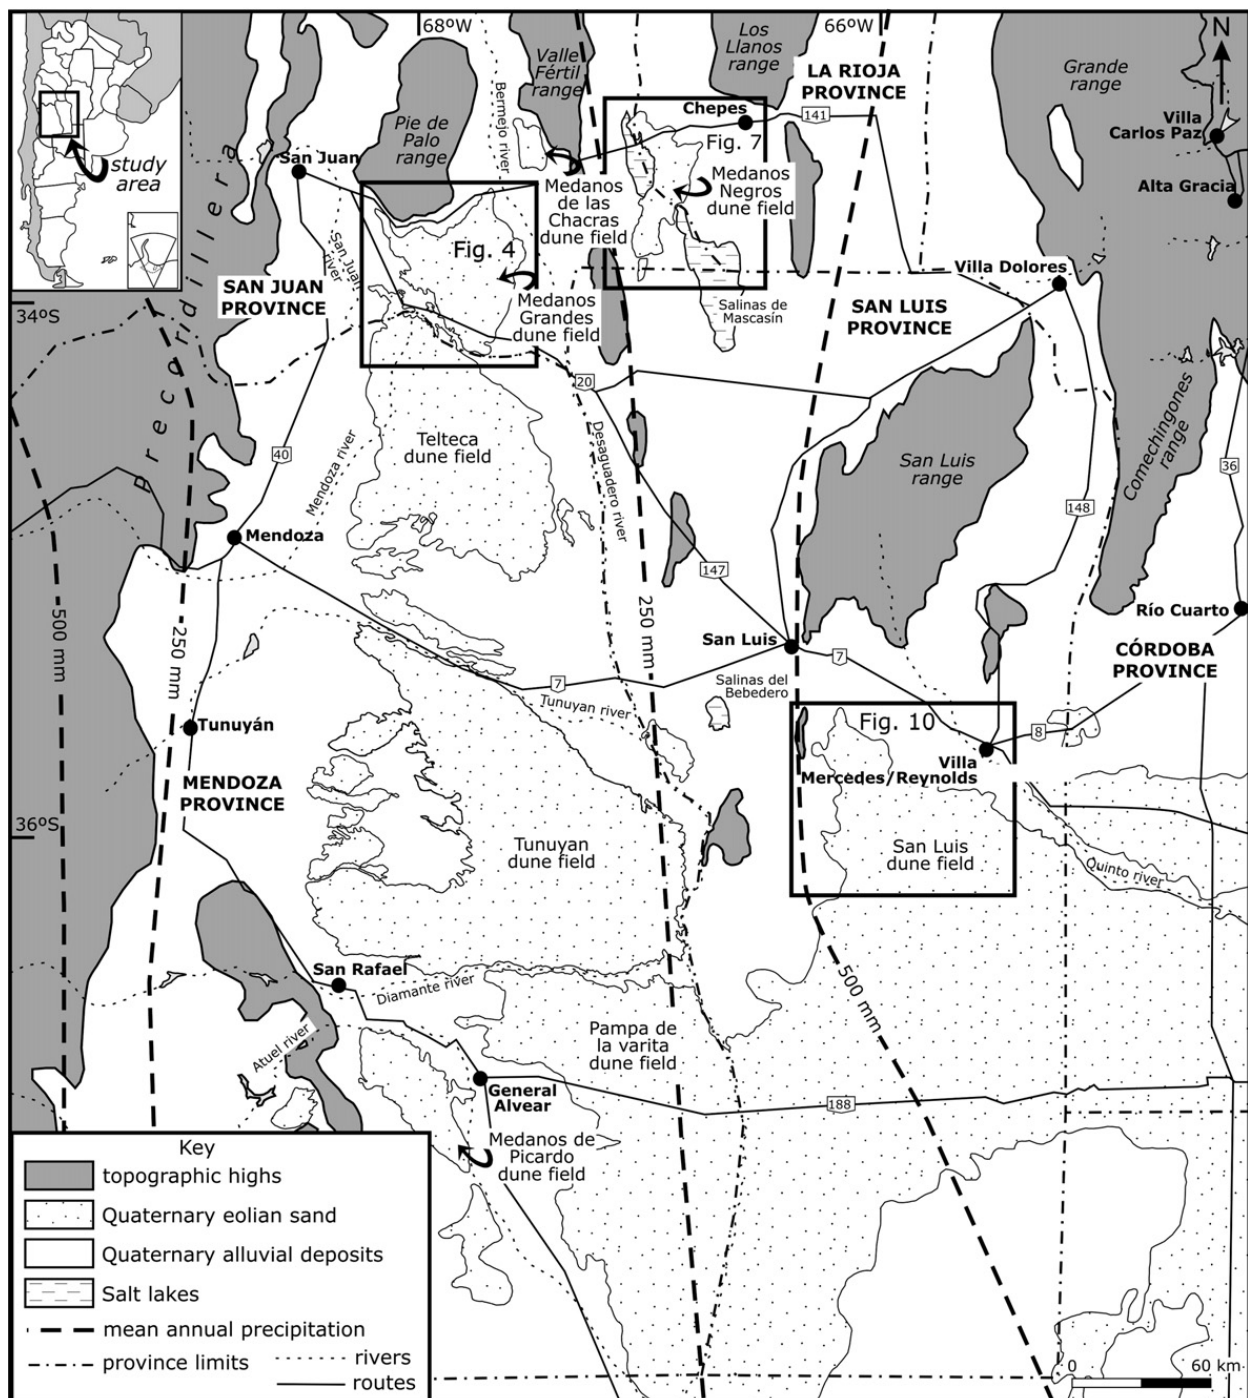 68ºW
66ºW
N
study
area
Precordillera
Pie de
Palo
range
Bermejo river
Valle
Fértil
range
Los
Llanos
range
LA RIOJA
PROVINCE
Grande
range
Villa
Carlos Paz
Alta Gracia
Chepes
141
Fig. 7
San Juan
San Juan
river
Medanos
de las
Chacras
dune field
Medanos
Negros
dune field
Fig. 4
Medanos
Grandes
dune field
SAN JUAN
PROVINCE
34ºS
Salinas de
Mascasín
Villa Dolores
SAN LUIS
PROVINCE
20
Telteca
dune field
Desaguadero river
40
Mendoza river
Mendoza
San Luis
range
Comechingones
range
36
148
147
500 mm
250 mm
250 mm
San Luis
7
Río Cuarto
CÓRDOBA
PROVINCE
Salinas del
Bebedero
7
Tunuyan river
Tunuyán
Fig. 10
8
Villa
Mercedes/Reynolds
MENDOZA
PROVINCE
36ºS
Tunuyan
dune field
San Luis
dune field
Quinto river
San Rafael
Diamante river
500 mm
Atuel river
Pampa de
la varita
dune field
General
Alvear
188
Medanos de
Picardo
dune field
Key
topographic highs
Quaternary eolian sand
Quaternary alluvial deposits
Salt lakes
mean annual precipitation
province limits
rivers
routes
0 60 km